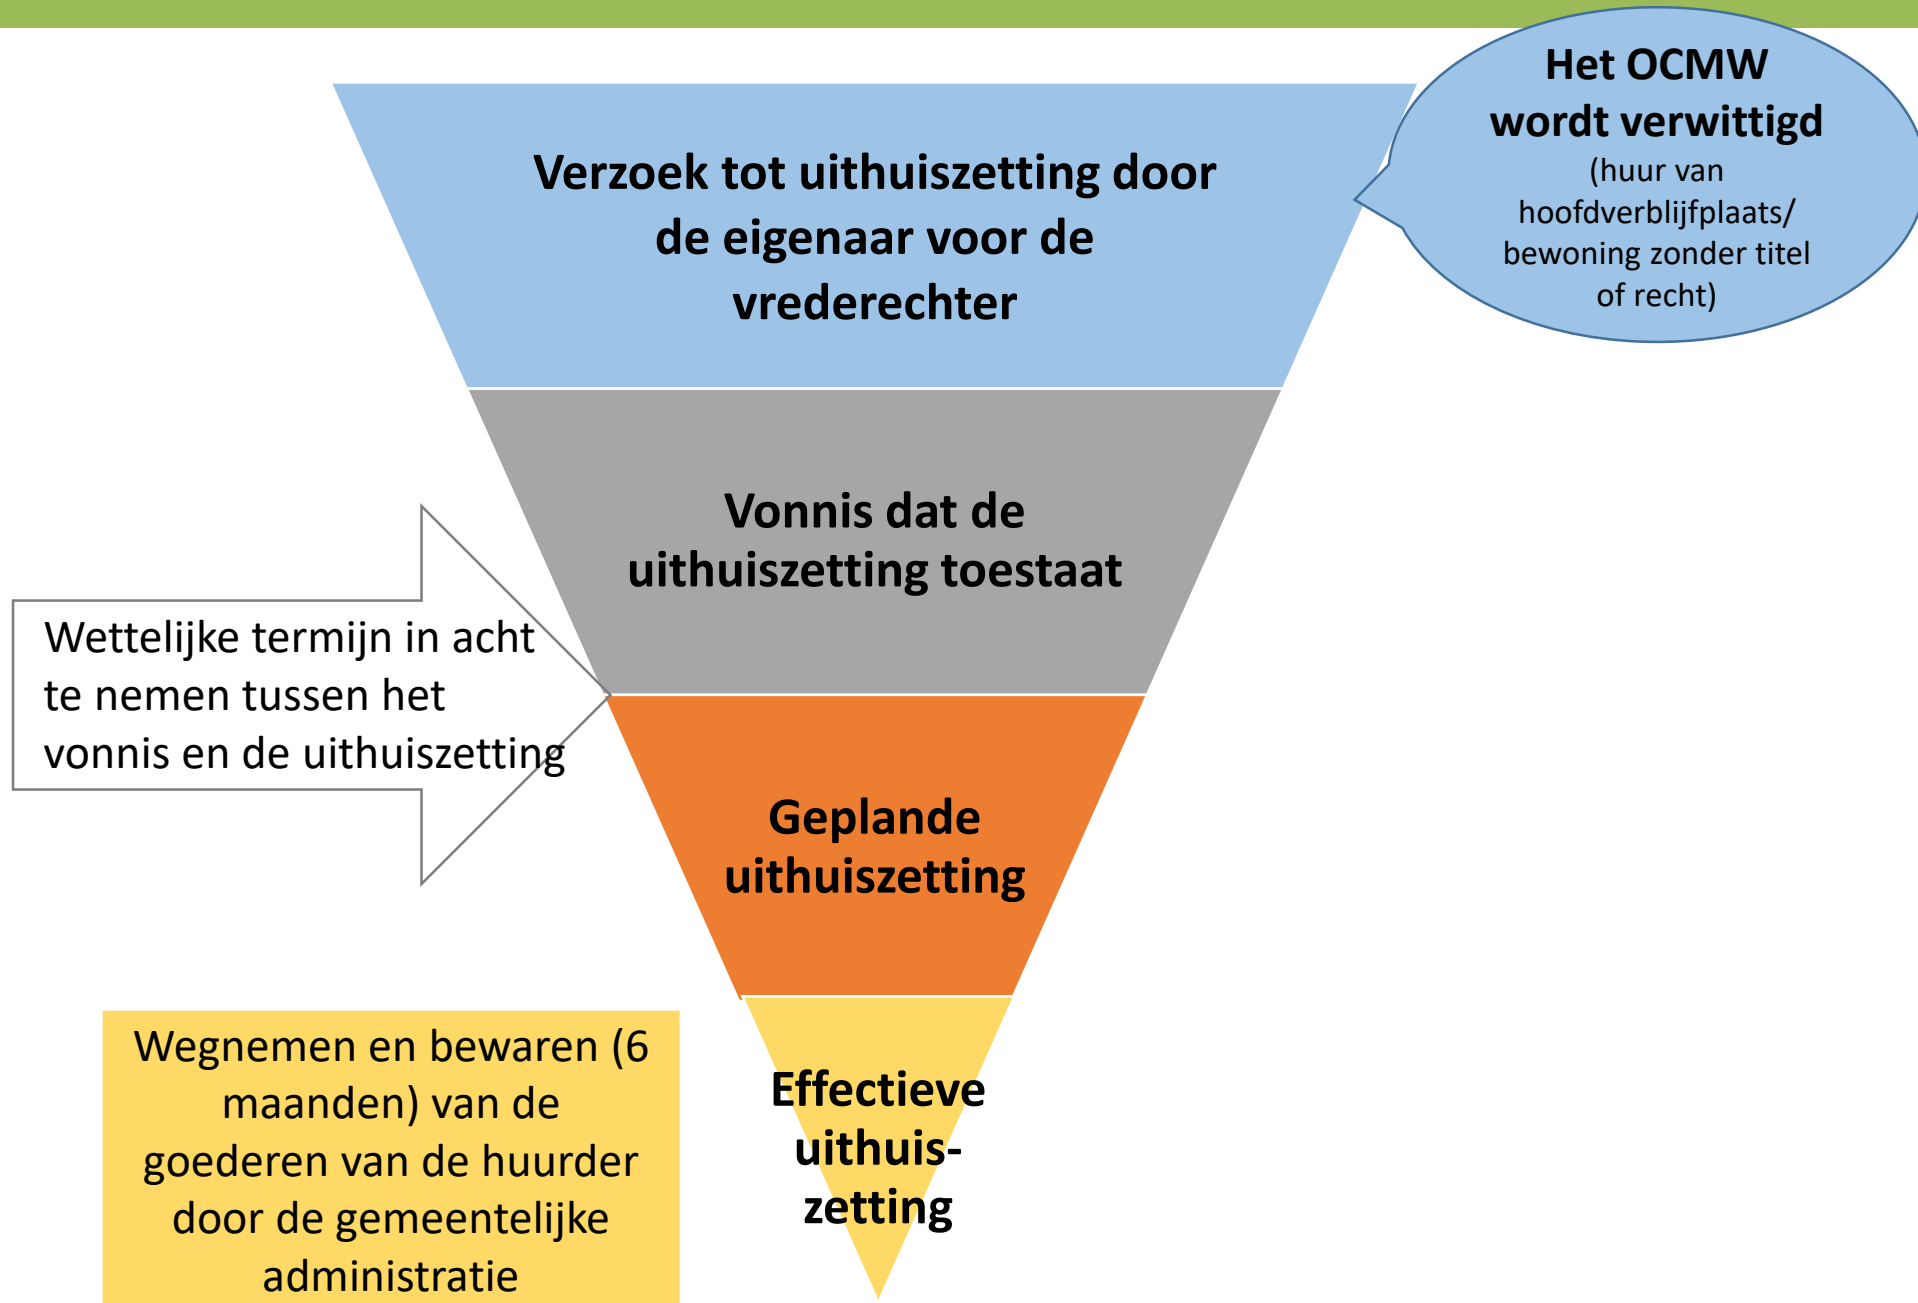 Het OCMW
wordt verwittigd
(huur van
hoofdverblijfplaats/
bewoning zonder titel
of recht)
Verzoek tot uithuiszetting door
de eigenaar voor de
vrederechter
Vonnis dat de
uithuiszetting toestaat
Wettelijke termijn in acht
te nemen tussen het
vonnis en de uithuiszetting
Geplande
uithuiszetting
Wegnemen en bewaren (6
maanden) van de
goederen van de huurder
door de gemeentelijke
administratie
Effectieve
uithuis-
zetting